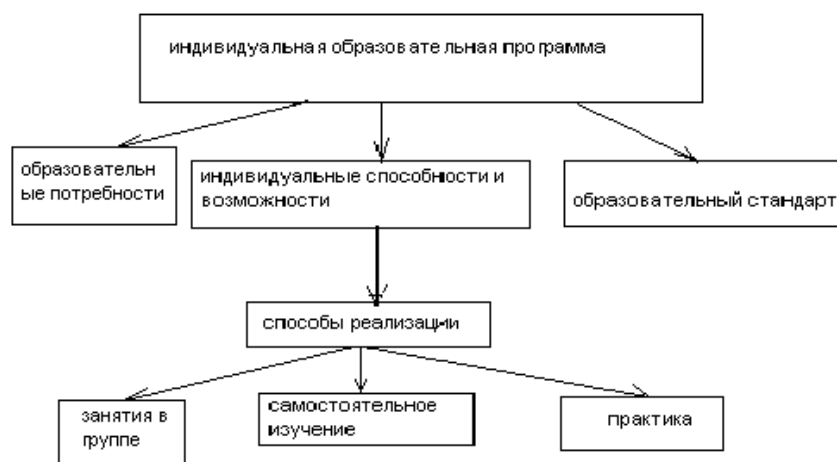 индивидуальная образовательная программа
образовательн
ые потребности
индивидуальные способности и
возможности
образовательный стандарт
способы реализации
занятия в
группе
самостоятельное
изучение
практика